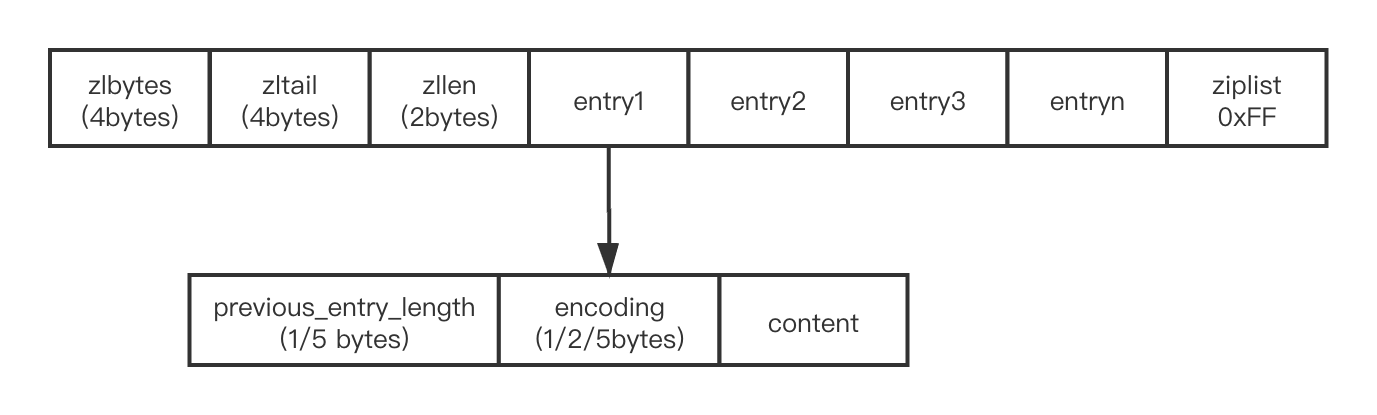 zlbytes
(4bytes)
zltail
(4bytes)
zllen
(2bytes)
entry1
entry2
entry3
entryn
ziplist
0xFF
previous_entry_length
(1/5 bytes)
encoding
(1/2/5bytes)
content